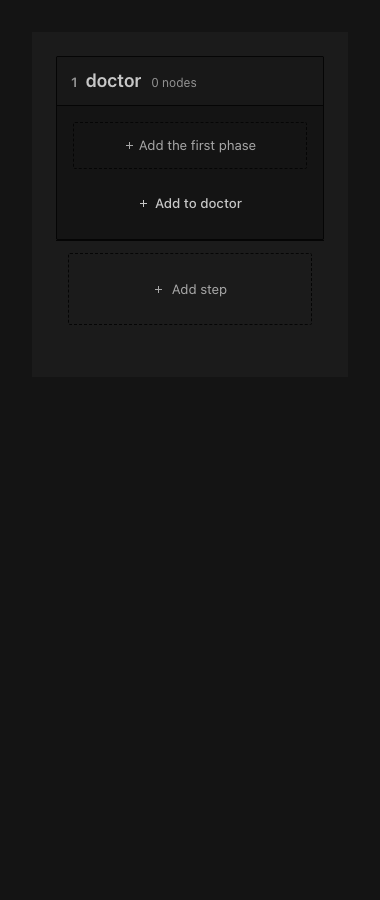 1 doctor 0 nodes
+ Add the first phase
+ Add to doctor
+ Add step